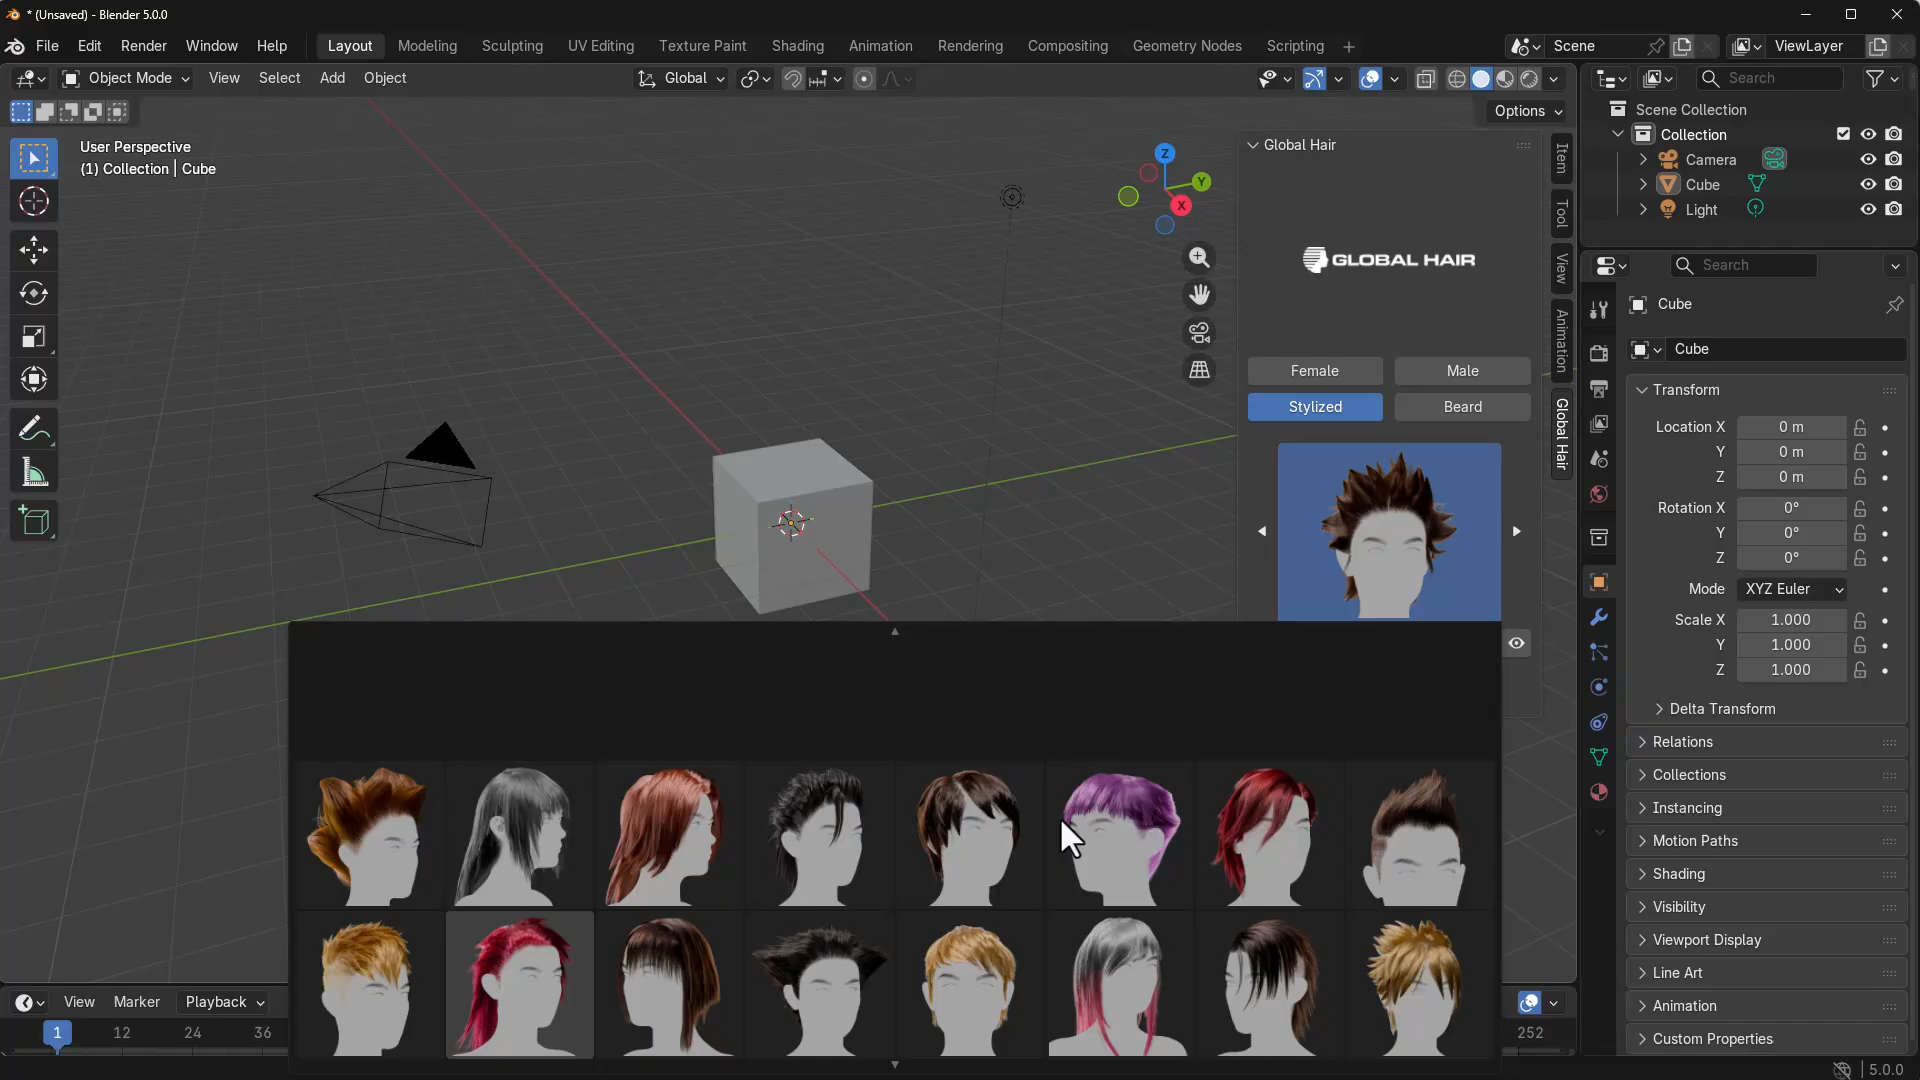 * (Unsaved) - Blender 5.0.0
File Edit Render Window Help
Layout Modeling Sculpting UV Editing Texture Paint Shading Animation Rendering Compositing Geometry Nodes Scripting +
Scene
ViewLayer
Object Mode View Select Add Object
Global
Search
Options
User Perspective
(1) Collection | Cube
Z
Y
X
Global Hair
GLOBAL HAIR
Female
Male
Stylized
Beard
Item
Tool
View
Animation
Global Hair
Scene Collection
Collection
Camera
Cube
Light
Search
Cube
Cube
Transform
Location X 0 m
Y 0 m
Z 0 m
Rotation X 0°
Y 0°
Z 0°
Mode XYZ Euler
Scale X 1.000
Y 1.000
Z 1.000
Delta Transform
Relations
Collections
Instancing
Motion Paths
Shading
Visibility
Viewport Display
Line Art
Animation
Custom Properties
View Marker Playback
1 12 24 36
252
5.0.0